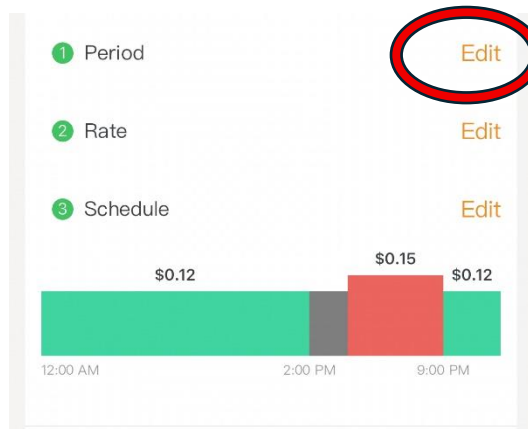 1 Period Edit
2 Rate Edit
3 Schedule Edit
$0.12 $0.15 $0.12
12:00 AM 2:00 PM 9:00 PM